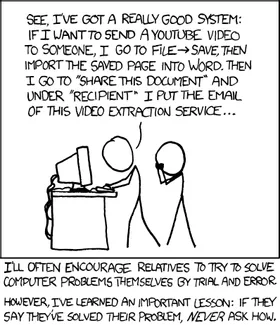 SEE, I'VE GOT A REALLY GOOD SYSTEM:
IF I WANT TO SEND A YOUTUBE VIDEO
TO SOMEONE, I GO TO FILE→SAVE, THEN
IMPORT THE SAVED PAGE INTO WORD. THEN
I GO TO "SHARE THIS DOCUMENT" AND
UNDER "RECIPIENT" I PUT THE EMAIL
OF THIS VIDEO EXTRACTION SERVICE...
I'LL OFTEN ENCOURAGE RELATIVES TO TRY TO SOLVE
COMPUTER PROBLEMS THEMSELVES BY TRIAL AND ERROR.
HOWEVER, I'VE LEARNED AN IMPORTANT LESSON: IF THEY
SAY THEY'VE SOLVED THEIR PROBLEM, NEVER ASK HOW.